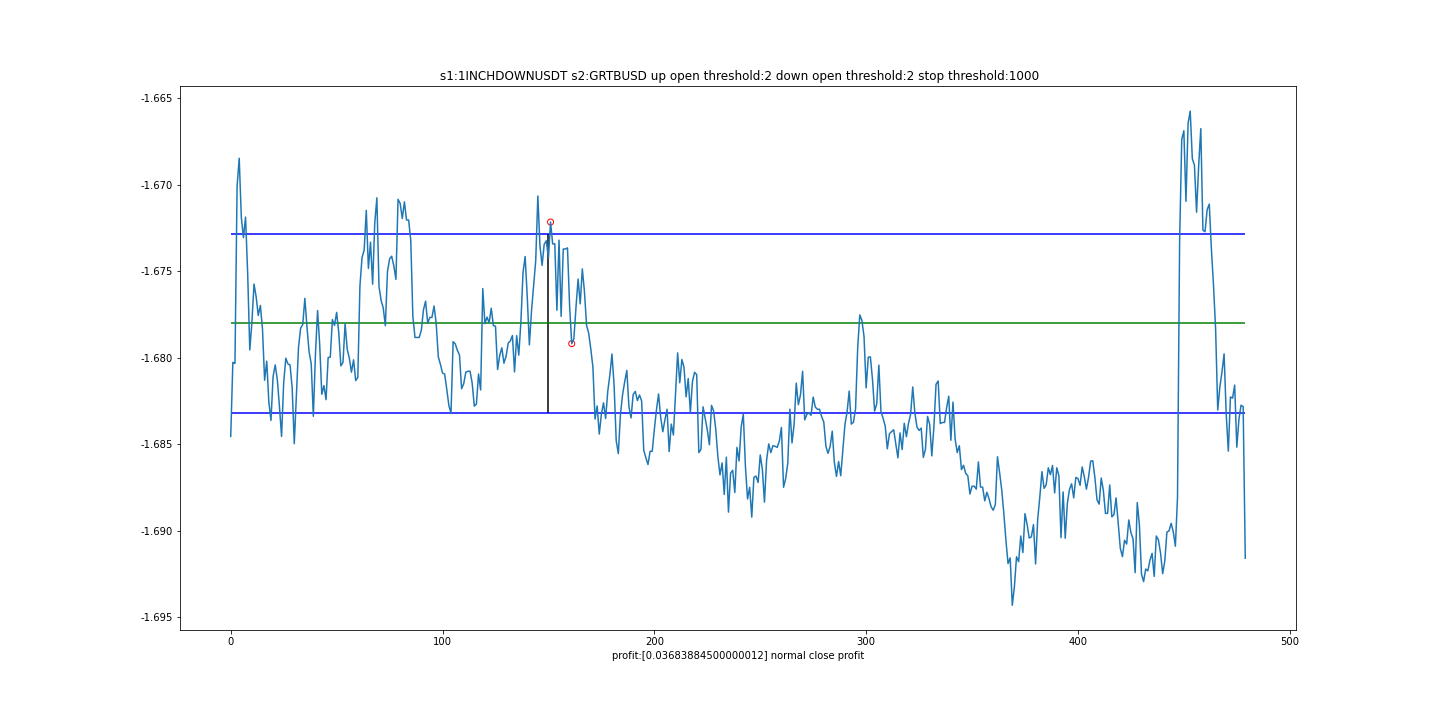 s1:1INCHDOWNUSDT s2:GRTBUSD up open threshold:2 down open threshold:2 stop threshold:1000
-1.665
-1.670
-1.675
-1.680
-1.685
-1.690
-1.695
0 100 200 300 400 500
profit:[0.03683884500000012] normal close profit